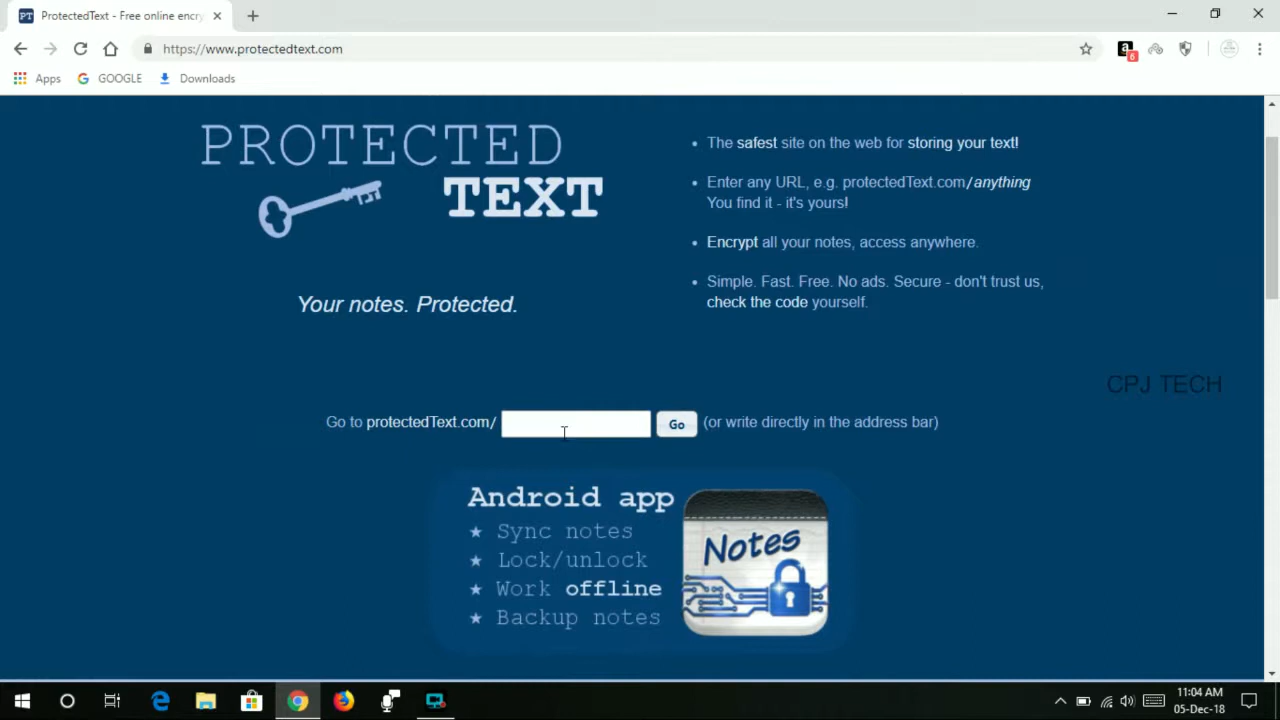 ProtectedText - Free online encry
https://www.protectedtext.com
6
Apps
GOOGLE
Downloads
PROTECTED
TEXT
Your notes. Protected.
• The safest site on the web for storing your text!
• Enter any URL, e.g. protectedText.com/anything
You find it - it's yours!
• Encrypt all your notes, access anywhere.
• Simple. Fast. Free. No ads. Secure - don't trust us,
check the code yourself.
CPJ TECH
Go to protectedText.com/ Go (or write directly in the address bar)
Android app
★ Sync notes
★ Lock/unlock
★ Work offline
★ Backup notes
Notes
11:04 AM
05-Dec-18